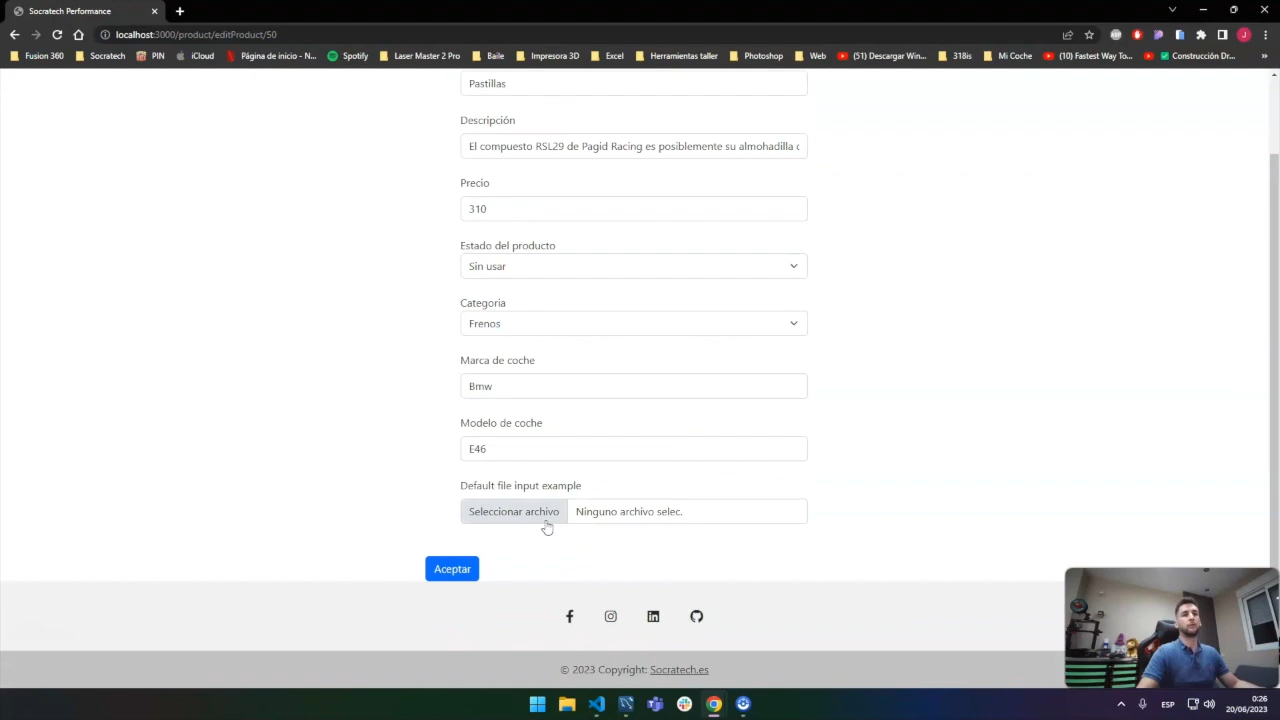 Socratech Performance
localhost:3000/product/editProduct/50
Fusion 360 Socratech PIN iCloud Página de inicio - N... Spotify Laser Master 2 Pro Baile Impresora 3D Excel Herramientas taller Photoshop Web (51) Descargar Win... 318is Mi Coche (10) Fastest Way To... Construcción Dr...
Pastillas
Descripción
El compuesto RSL29 de Pagid Racing es posiblemente su almohadilla c
Precio
310
Estado del producto
Sin usar
Categoria
Frenos
Marca de coche
Bmw
Modelo de coche
E46
Default file input example
Seleccionar archivo Ninguno archivo selec.
Aceptar
© 2023 Copyright: Socratech.es
ESP
0:26
20/06/2023